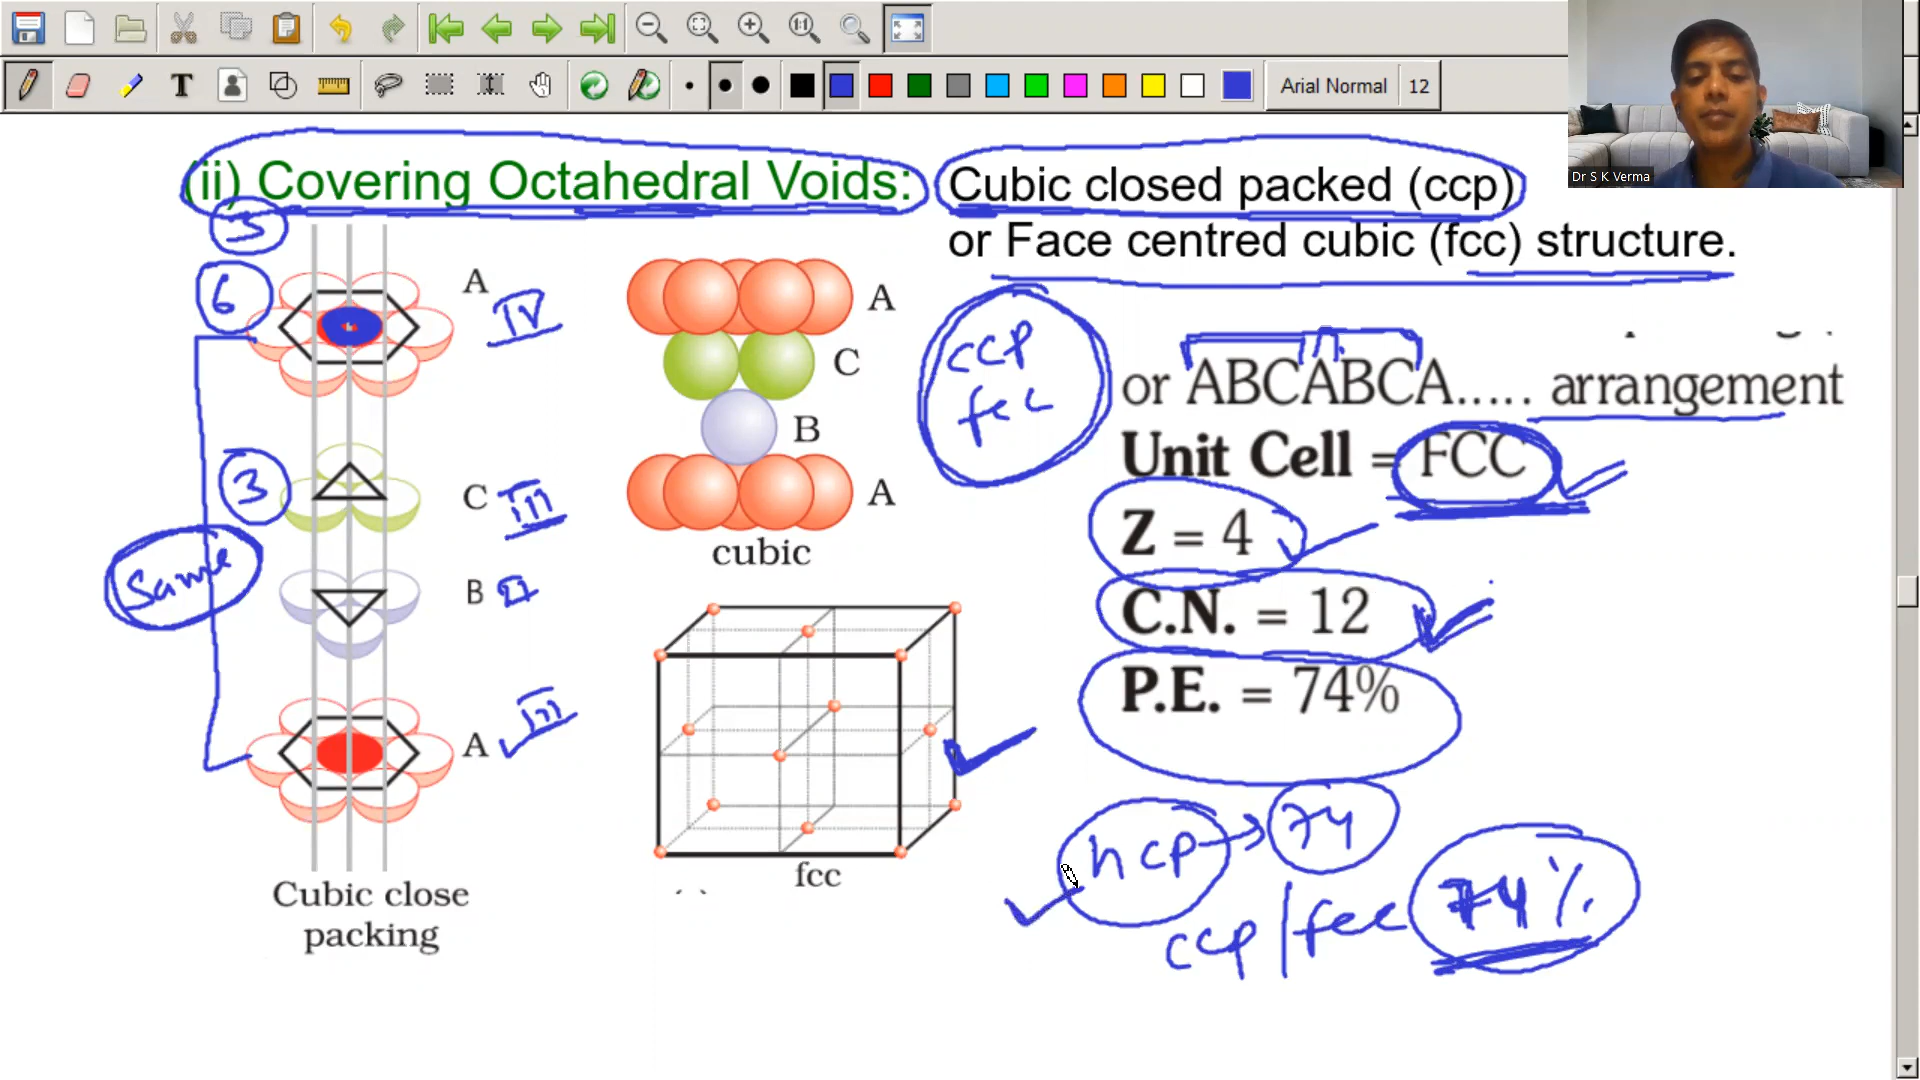 Arial Normal 12
Dr S K Verma
(ii) Covering Octahedral Voids: Cubic closed packed (ccp)
or Face centred cubic (fcc) structure.
3
6
A
IV
3
C III
Same
B II
A III
Cubic close
packing
A
C
B
A
cubic
fcc
ccp
fcc
or ABCABCA..... arrangement
Unit Cell = FCC
Z = 4
C.N. = 12
P.E. = 74%
hcp → 74
ccp / fcc 74%